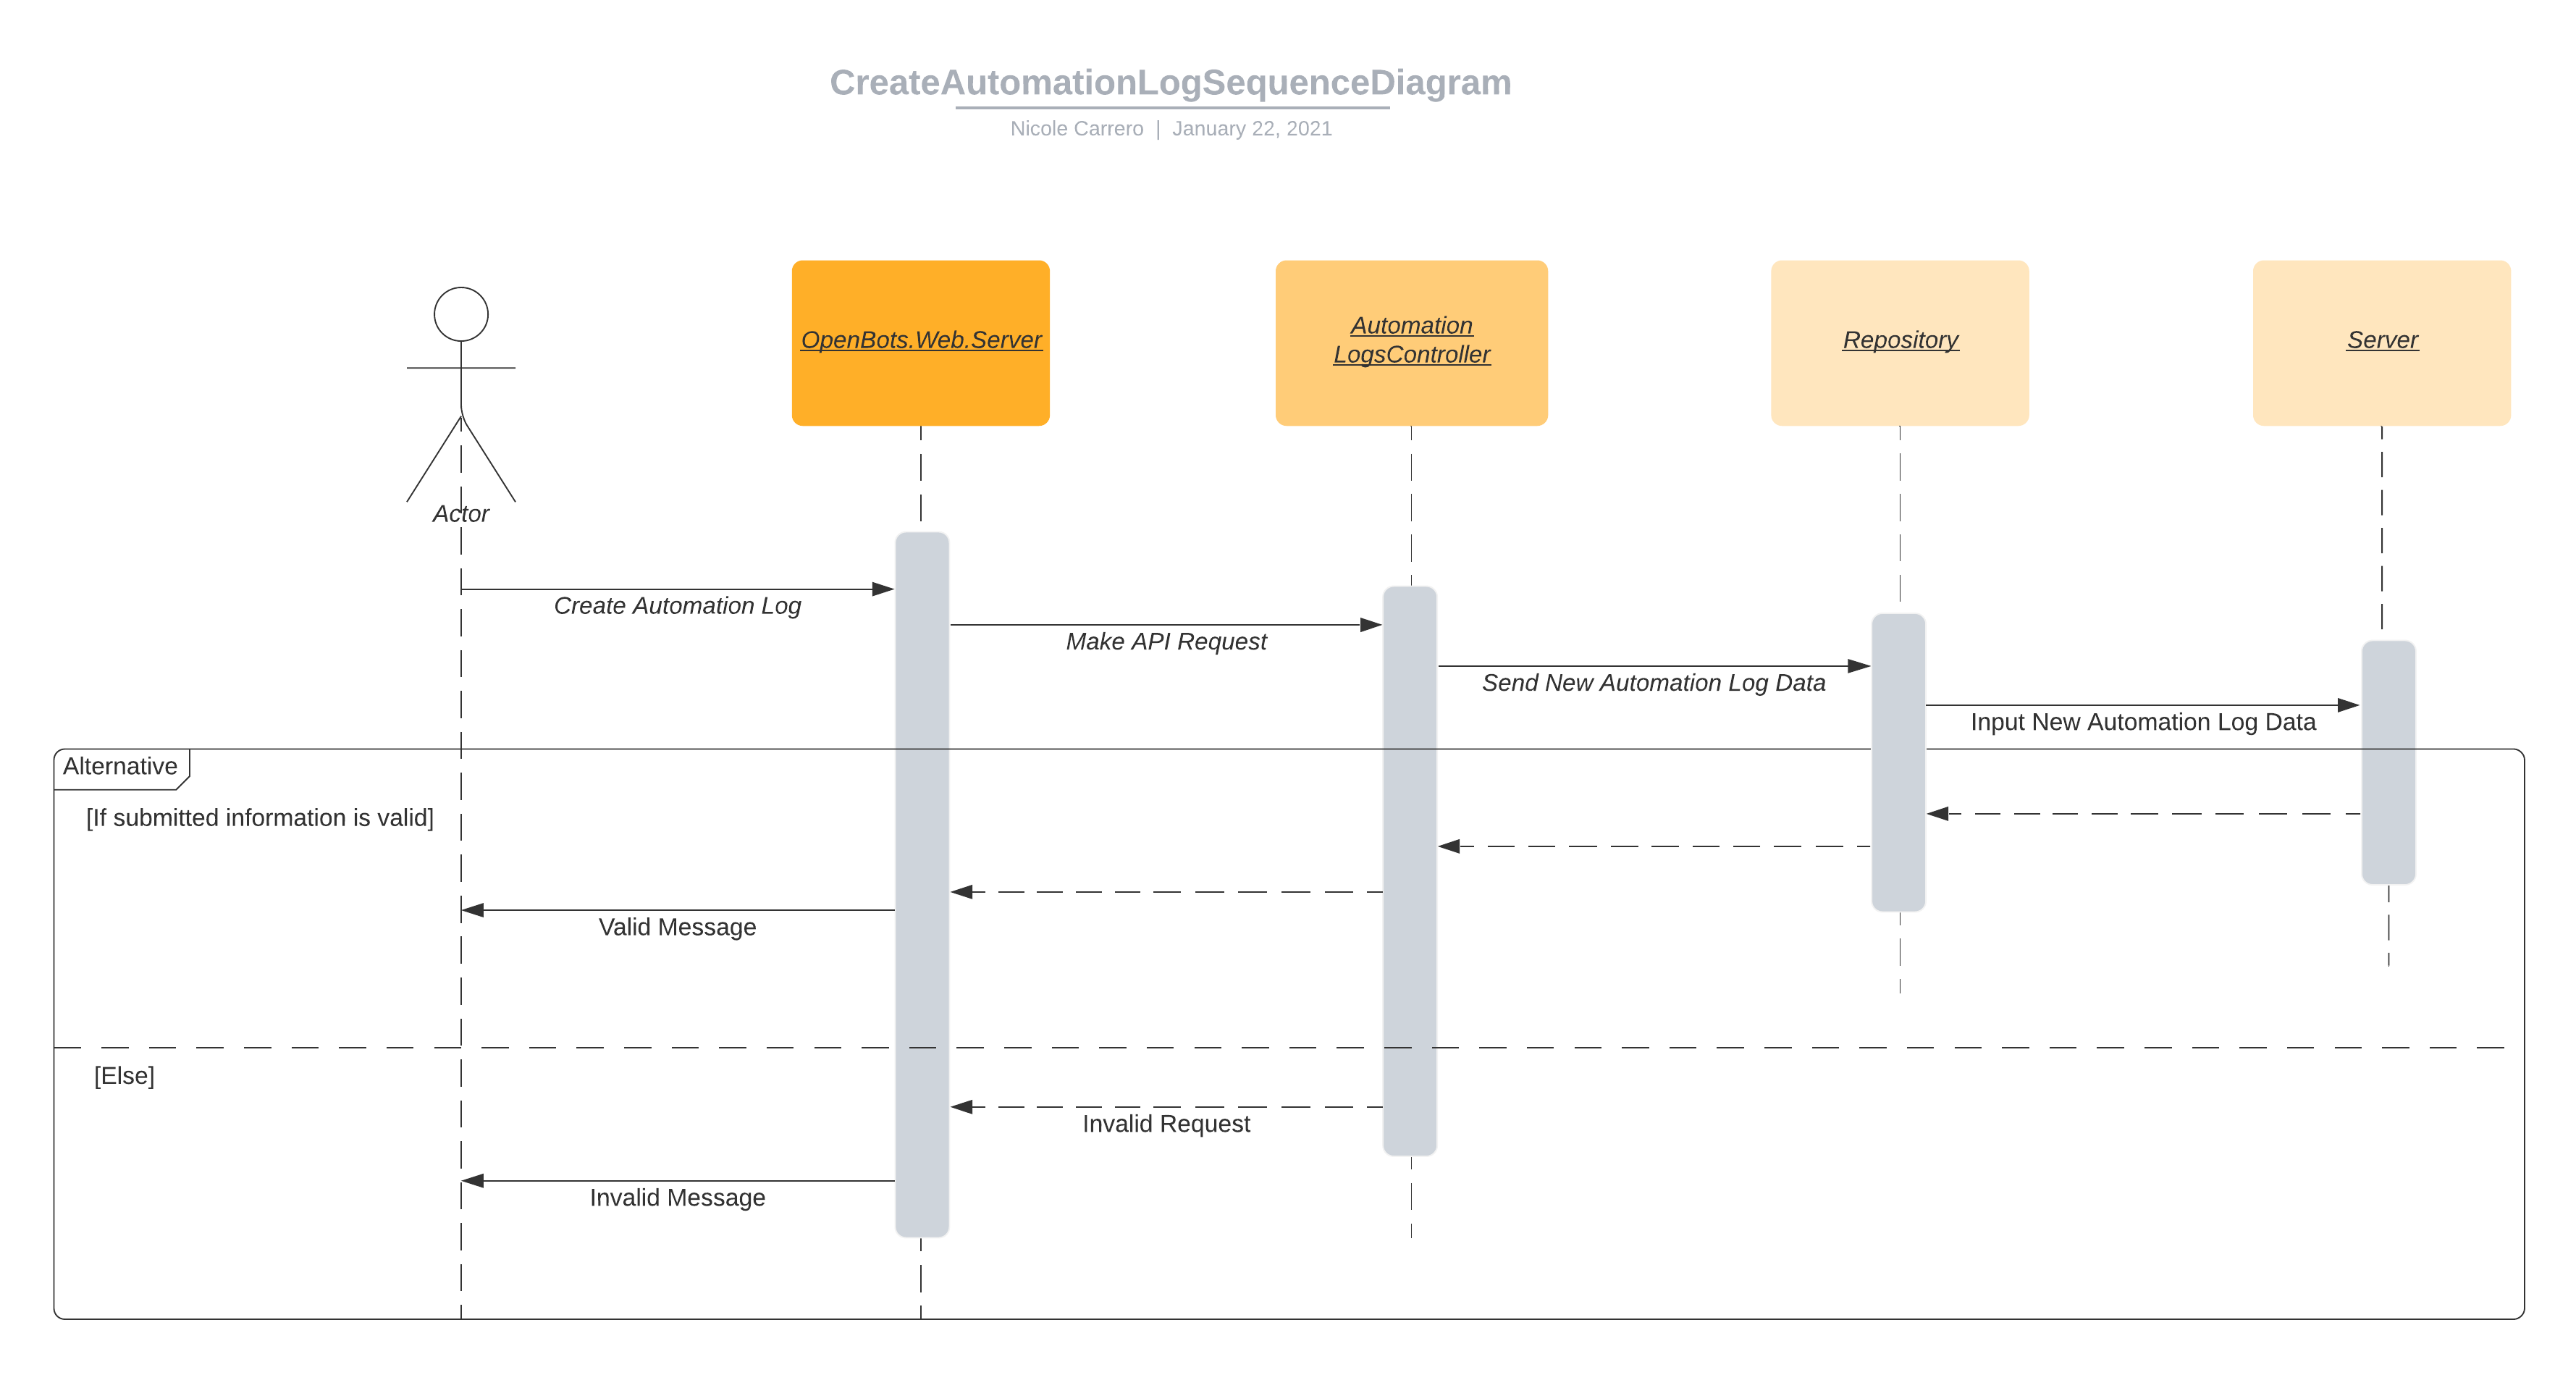 CreateAutomationLogSequenceDiagram
Nicole Carrero | January 22, 2021
OpenBots.Web.Server
Automation
LogsController
Repository
Server
Actor
Create Automation Log
Make API Request
Send New Automation Log Data
Input New Automation Log Data
Alternative
[If submitted information is valid]
Valid Message
[Else]
Invalid Request
Invalid Message